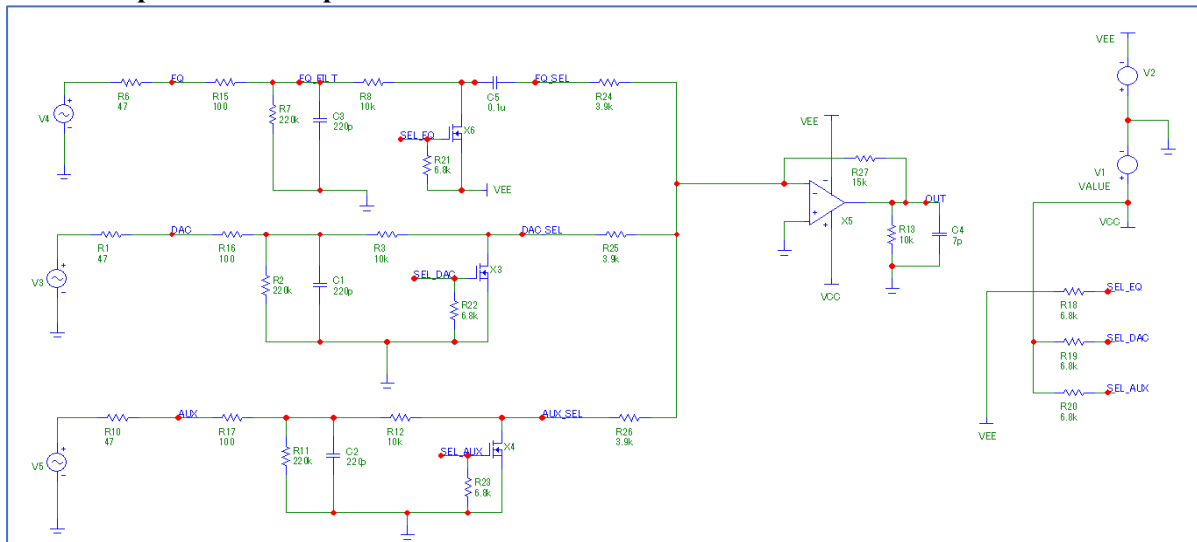 EQ
EQ_FILT
EQ_SEL
R6
47
R15
100
R8
10k
C5
0.1u
R24
3.9k
V4
R7
220k
C3
220p
SEL_EQ
X6
R21
6.8k
VEE
DAC
DAC_SEL
R1
47
R16
100
R3
10k
R25
3.9k
V3
R2
220k
C1
220p
SEL_DAC
X3
R22
6.8k
AUX
AUX_SEL
R10
47
R17
100
R12
10k
R26
3.9k
V5
R11
220k
C2
220p
SEL_AUX
X4
R23
6.8k
VEE
R27
15k
X5
OUT
R13
10k
C4
7p
VCC
VEE
V2
V1
VALUE
VCC
SEL_EQ
R18
6.8k
SEL_DAC
R19
6.8k
SEL_AUX
R20
6.8k
VEE